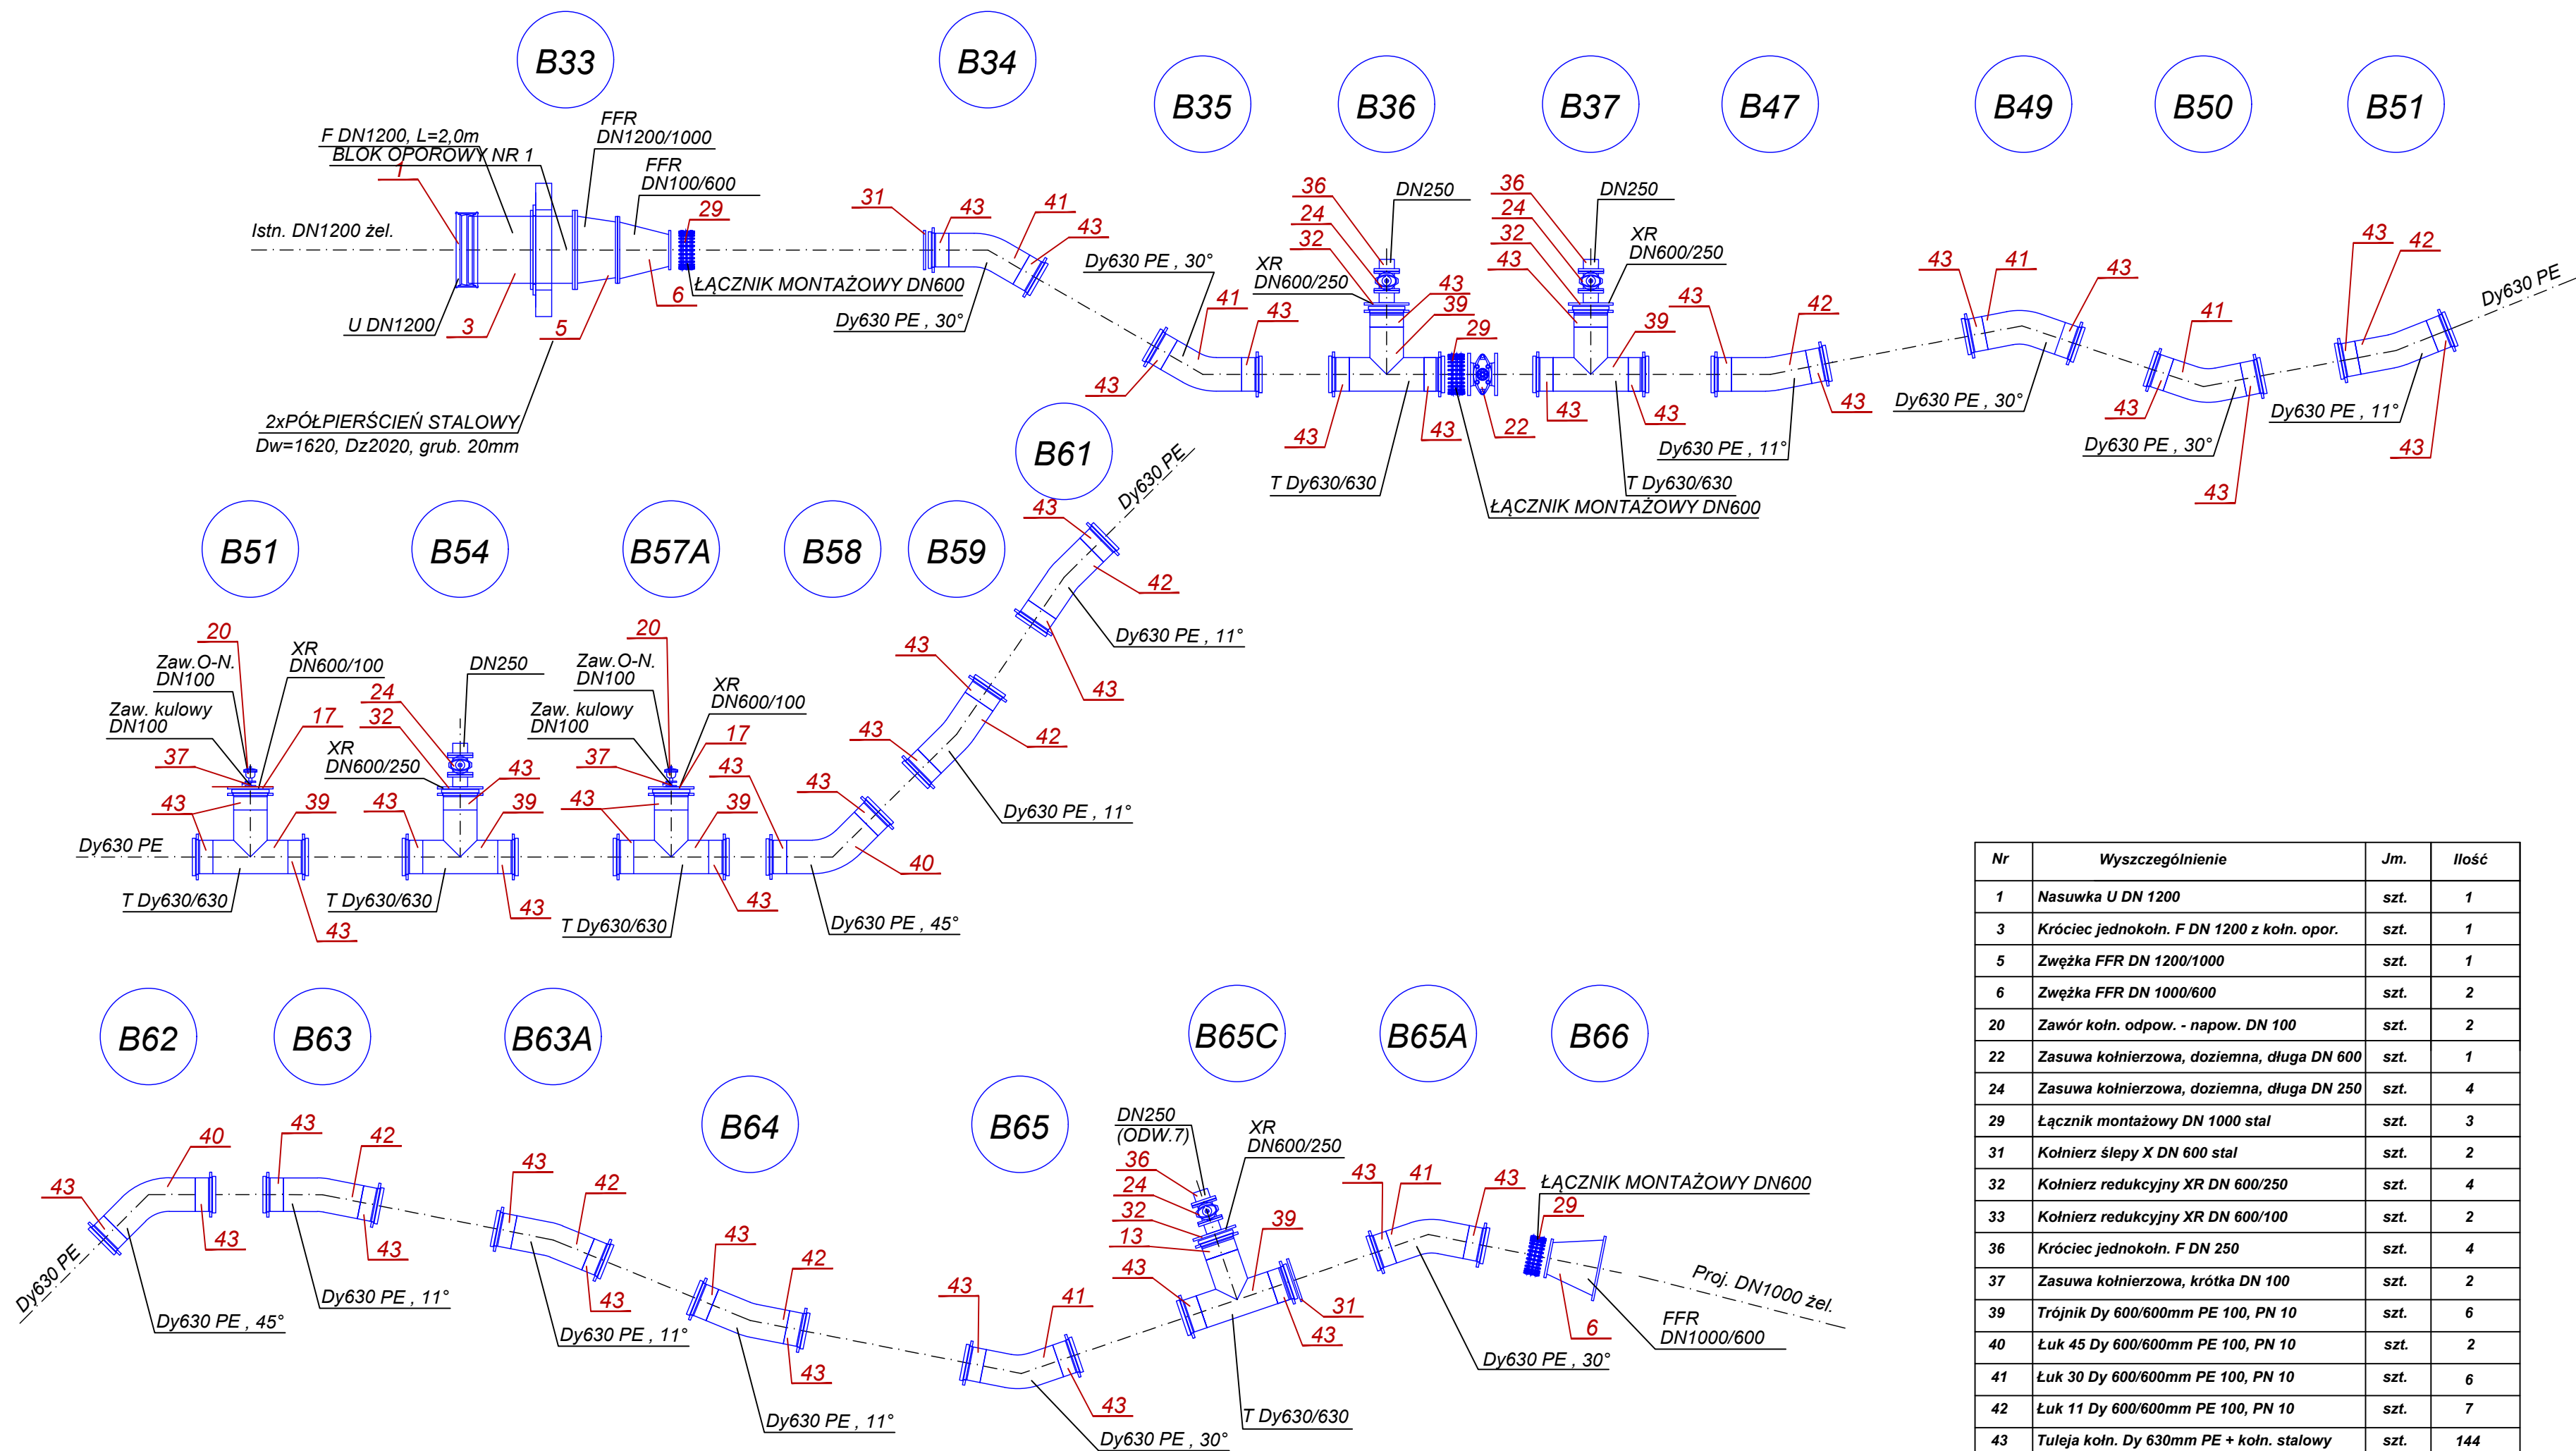 B33
B34
B35
B36
B37
B47
B49
B50
B51
F DN1200, L=2,0m
BLOK OPOROWY NR 1
1
FFR
DN1200/1000
FFR
DN100/600
29
Istn. DN1200 żel.
U DN1200
3
5
6
ŁĄCZNIK MONTAŻOWY DN600
2xPÓŁPIERŚCIEŃ STALOWY
Dw=1620, Dz2020, grub. 20mm
31
43
41
43
Dy630 PE , 30°
Dy630 PE , 30°
41
43
43
36
24
32
DN250
XR
DN600/250
43
39
29
43
43
22
T Dy630/630
ŁĄCZNIK MONTAŻOWY DN600
36
24
32
43
DN250
XR
DN600/250
39
43
43
T Dy630/630
43
42
43
Dy630 PE , 11°
43
41
43
Dy630 PE , 30°
41
43
43
Dy630 PE , 30°
43
42
Dy630 PE
Dy630 PE , 11°
43
B51
B54
B57A
B58
B59
B61
20
Zaw.O-N.
DN100
XR
DN600/100
Zaw. kulowy
DN100
17
37
43
39
Dy630 PE
T Dy630/630
43
DN250
24
32
XR
DN600/250
43
43
39
T Dy630/630
43
20
Zaw.O-N.
DN100
XR
DN600/100
Zaw. kulowy
DN100
17
37
43
39
T Dy630/630
43
43
43
40
Dy630 PE , 45°
43
43
42
Dy630 PE , 11°
43
Dy630 PE
42
Dy630 PE , 11°
43
B62
B63
B63A
B64
B65
B65C
B65A
B66
43
40
43
Dy630 PE
Dy630 PE , 45°
43
42
43
Dy630 PE , 11°
43
42
43
Dy630 PE , 11°
43
42
43
Dy630 PE , 11°
43
41
43
Dy630 PE , 30°
DN250
(ODW.7)
XR
DN600/250
36
24
32
13
39
43
31
43
T Dy630/630
43
41
43
Dy630 PE , 30°
ŁĄCZNIK MONTAŻOWY DN600
29
6
FFR
DN1000/600
Proj. DN1000 żel.
Nr Wyszczególnienie Jm. Ilość
1 Nasuwka U DN 1200 szt. 1
3 Króciec jednokołn. F DN 1200 z kołn. opor. szt. 1
5 Zwężka FFR DN 1200/1000 szt. 1
6 Zwężka FFR DN 1000/600 szt. 2
20 Zawór kołn. odpow. - napow. DN 100 szt. 2
22 Zasuwa kołnierzowa, doziemna, długa DN 600 szt. 1
24 Zasuwa kołnierzowa, doziemna, długa DN 250 szt. 4
29 Łącznik montażowy DN 1000 stal szt. 3
31 Kołnierz ślepy X DN 600 stal szt. 2
32 Kołnierz redukcyjny XR DN 600/250 szt. 4
33 Kołnierz redukcyjny XR DN 600/100 szt. 2
36 Króciec jednokołn. F DN 250 szt. 4
37 Zasuwa kołnierzowa, krótka DN 100 szt. 2
39 Trójnik Dy 600/600mm PE 100, PN 10 szt. 6
40 Łuk 45 Dy 600/600mm PE 100, PN 10 szt. 2
41 Łuk 30 Dy 600/600mm PE 100, PN 10 szt. 6
42 Łuk 11 Dy 600/600mm PE 100, PN 10 szt. 7
43 Tuleja kołn. Dy 630mm PE + kołn. stalowy szt. 144